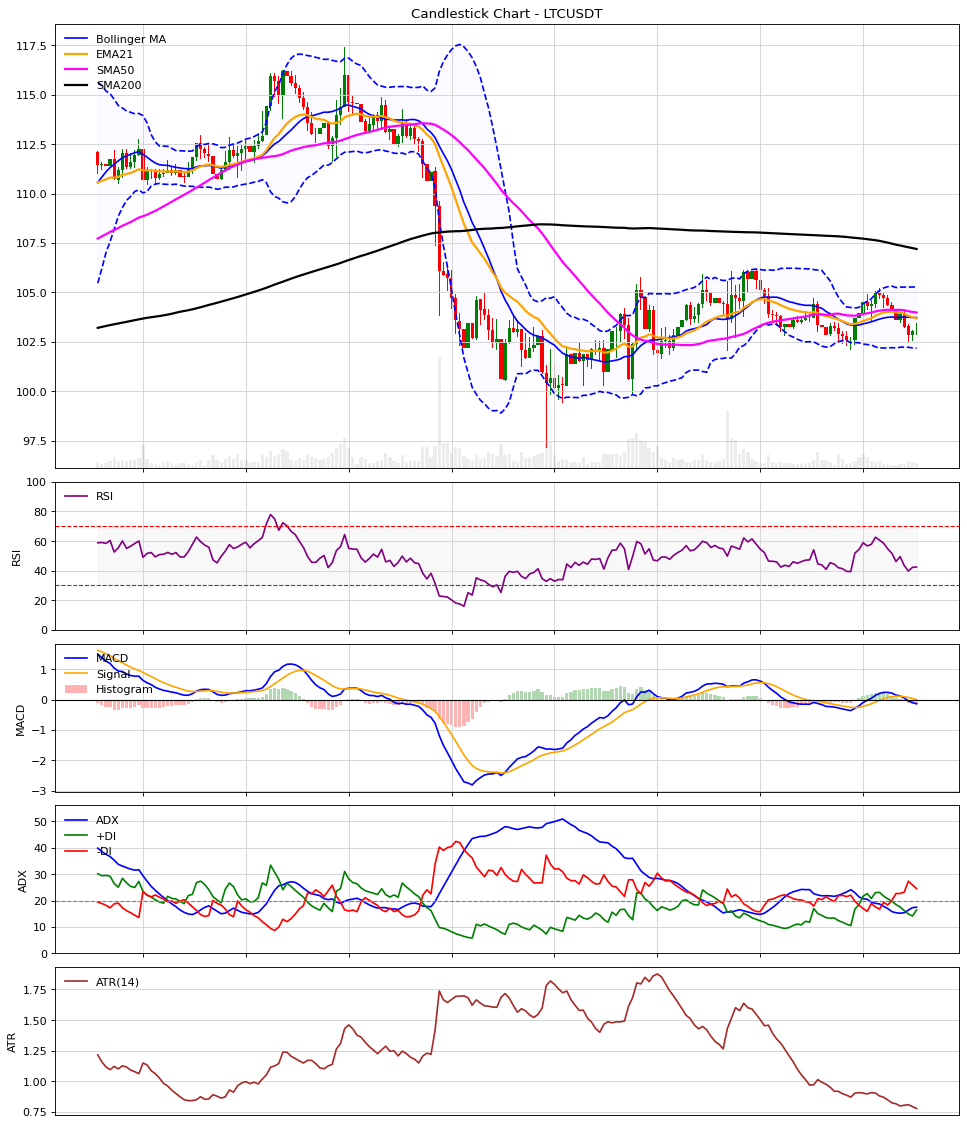 Candlestick Chart - LTCUSDT
Bollinger MA
EMA21
SMA50
SMA200
117.5
115.0
112.5
110.0
107.5
105.0
102.5
100.0
97.5
RSI
RSI
100
80
60
40
20
0
MACD
Signal
Histogram
MACD
1
0
−1
−2
−3
ADX
+DI
-DI
ADX
50
40
30
20
10
0
ATR(14)
ATR
1.75
1.50
1.25
1.00
0.75